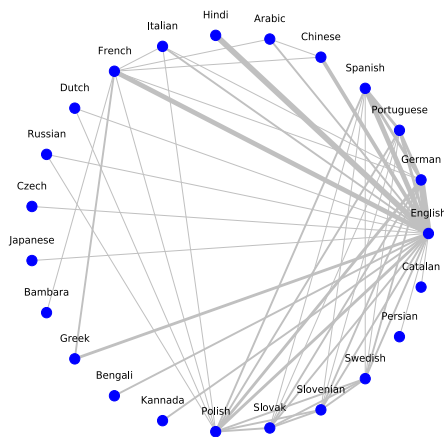 Hindi
Arabic
Italian
Chinese
French
Spanish
Dutch
Portuguese
Russian
German
Czech
English
Japanese
Catalan
Bambara
Persian
Greek
Swedish
Bengali
Slovenian
Kannada
Slovak
Polish